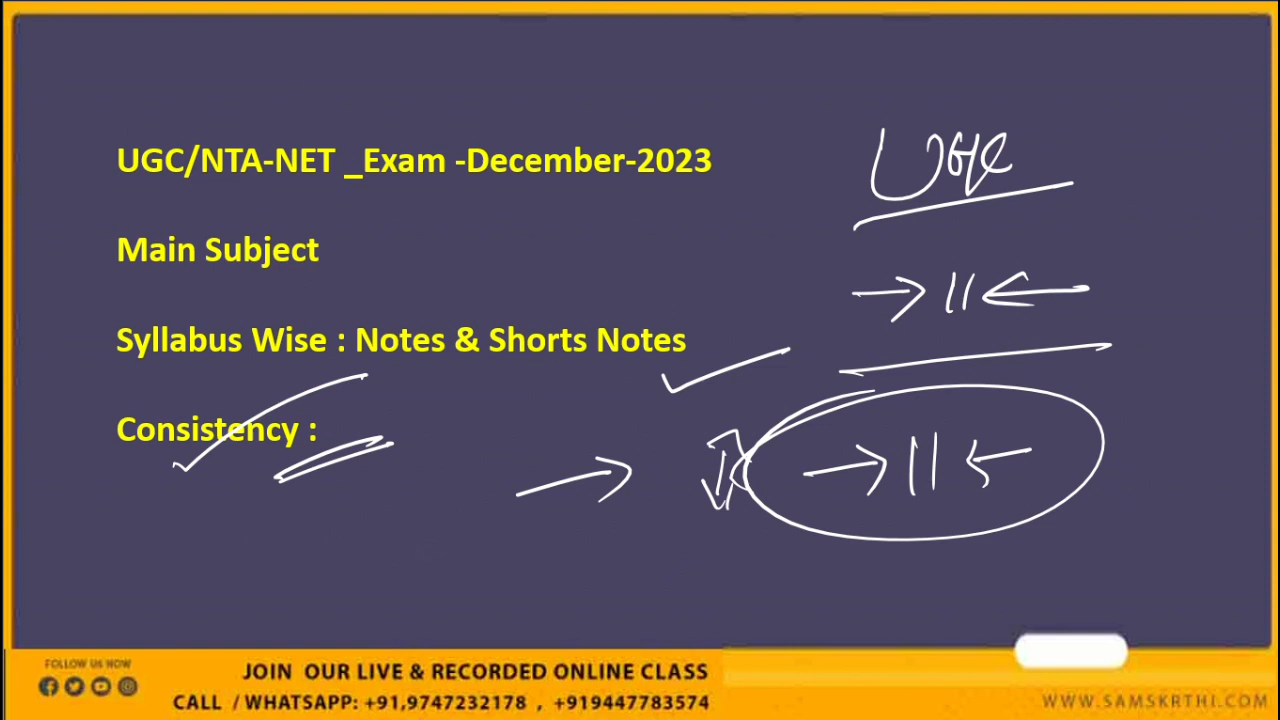 UGC/NTA-NET _Exam -December-2023
UGC
Main Subject
Syllabus Wise : Notes & Shorts Notes
Consistency :
FOLLOW US NOW
JOIN OUR LIVE & RECORDED ONLINE CLASS
CALL / WHATSAPP: +91,9747232178 , +919447783574
WWW.SAMSKRTHI.COM